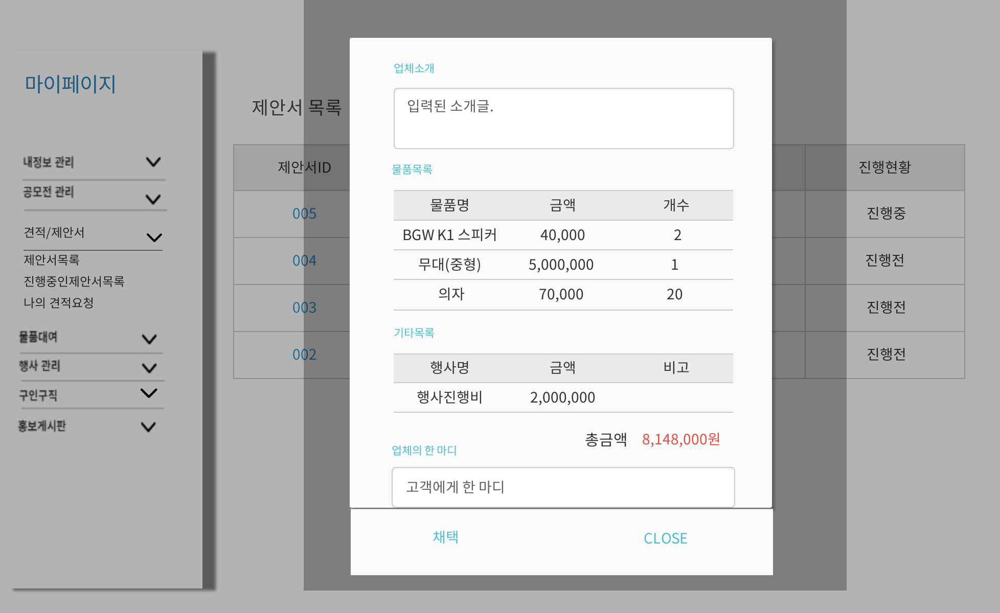 마이페이지
내정보 관리
공모전 관리
견적/제안서
제안서목록
진행중인제안서목록
나의 견적요청
물품대여
행사 관리
구인구직
홍보게시판
제안서 목록
제안서ID 진행현황
005 진행중
004 진행전
003 진행전
002 진행전
업체소개
입력된 소개글.
물품목록
물품명 금액 개수
BGW K1 스피커 40,000 2
무대(중형) 5,000,000 1
의자 70,000 20
기타목록
행사명 금액 비고
행사진행비 2,000,000
총금액 8,148,000원
업체의 한 마디
고객에게 한 마디
채택 CLOSE